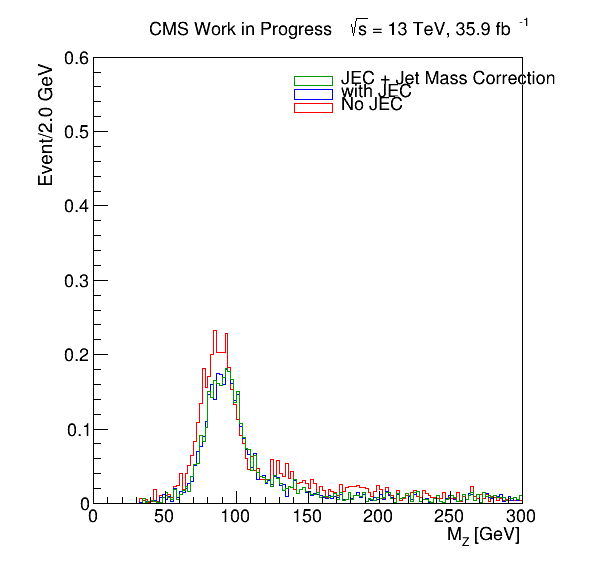 CMS Work in Progress √s = 13 TeV, 35.9 fb -1
Event/2.0 GeV
0.6
0.5
0.4
0.3
0.2
0.1
0
JEC + Jet Mass Correction
with JEC
No JEC
0 50 100 150 200 250 300
M_Z [GeV]